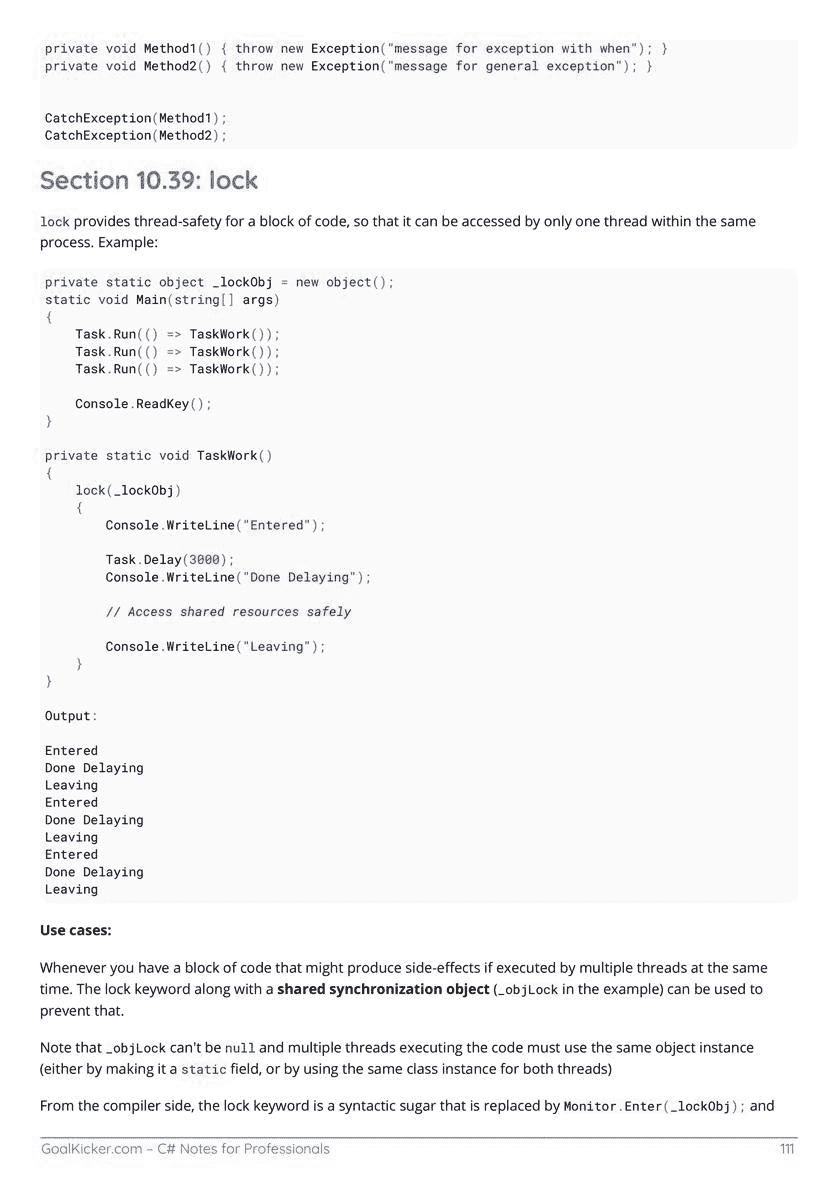 private void Method1() { throw new Exception("message for exception with when"); }
private void Method2() { throw new Exception("message for general exception"); }
CatchException(Method1);
CatchException(Method2);
Section 10.39: lock
lock provides thread-safety for a block of code, so that it can be accessed by only one thread within the same
process. Example:
private static object _lockObj = new object();
static void Main(string[] args)
{
    Task.Run(() => TaskWork());
    Task.Run(() => TaskWork());
    Task.Run(() => TaskWork());
    Console.ReadKey();
}
private static void TaskWork()
{
    lock(_lockObj)
    {
        Console.WriteLine("Entered");
        Task.Delay(3000);
        Console.WriteLine("Done Delaying");
        // Access shared resources safely
        Console.WriteLine("Leaving");
    }
}
Output:
Entered
Done Delaying
Leaving
Entered
Done Delaying
Leaving
Entered
Done Delaying
Leaving
Use cases:
Whenever you have a block of code that might produce side-effects if executed by multiple threads at the same
time. The lock keyword along with a shared synchronization object (_objLock in the example) can be used to
prevent that.
Note that _objLock can't be null and multiple threads executing the code must use the same object instance
(either by making it a static field, or by using the same class instance for both threads)
From the compiler side, the lock keyword is a syntactic sugar that is replaced by Monitor.Enter(_lockObj); and
GoalKicker.com – C# Notes for Professionals 111